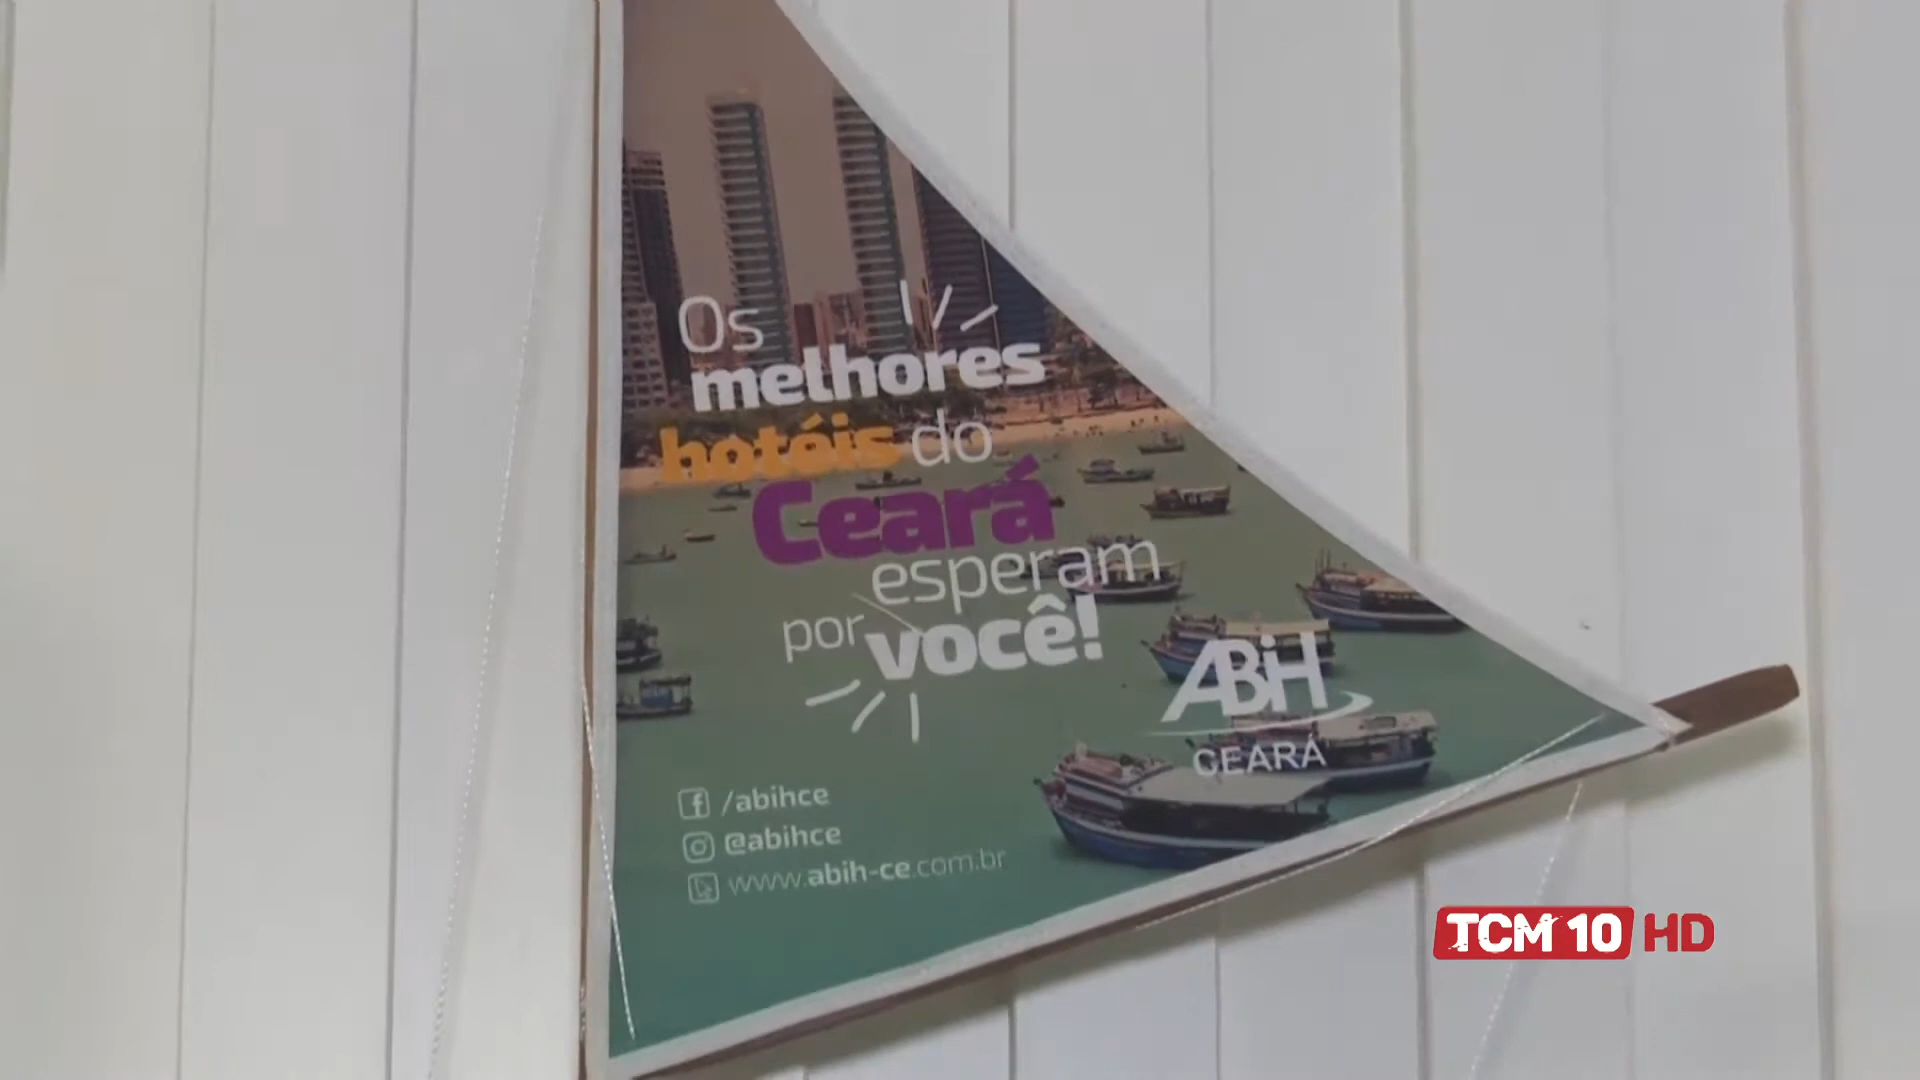 Os
melhores
hotéis do
Ceará
esperam
por você!
ABiH
CEARÁ
/abihce
@abihce
www.abih-ce.com.br
TCM 10 HD